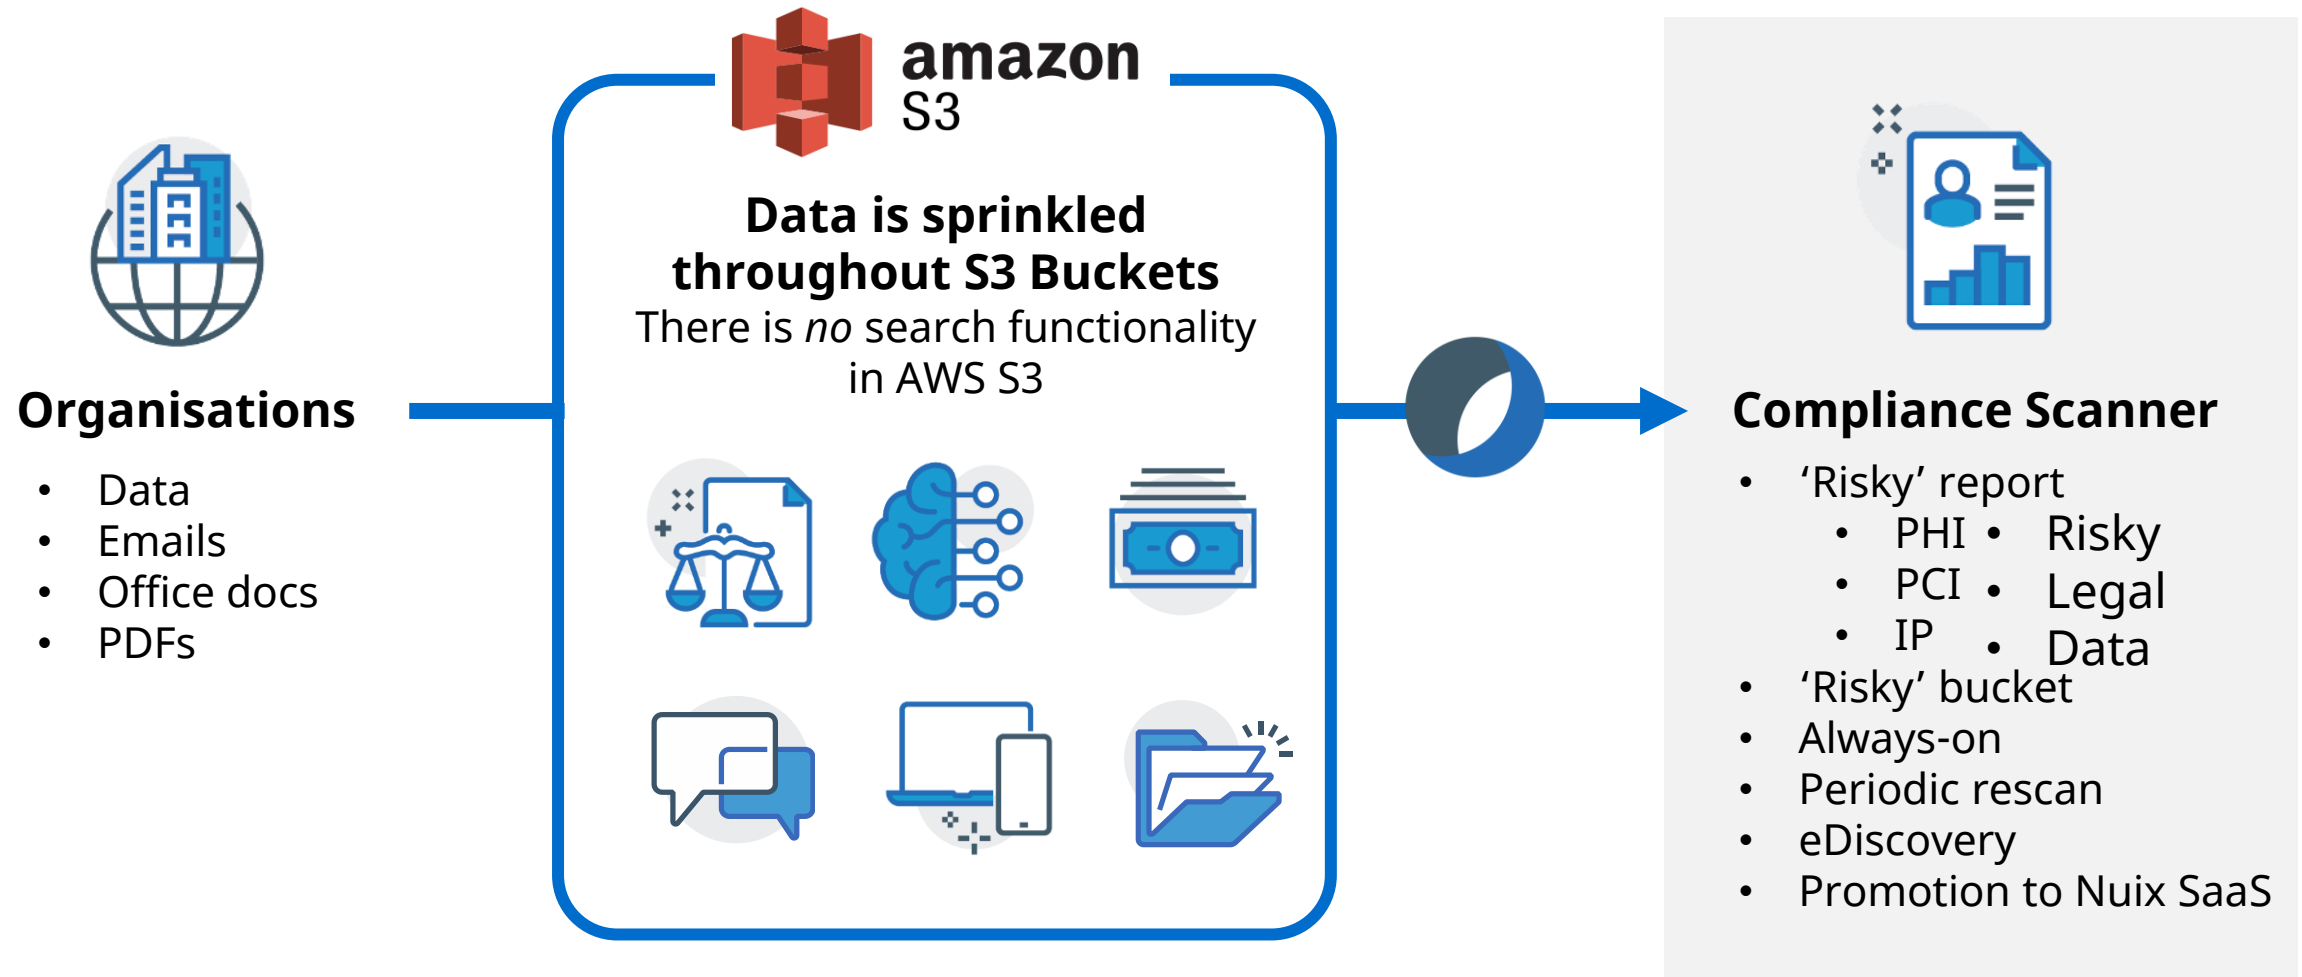 amazon
S3
Data is sprinkled
throughout S3 Buckets
There is no search functionality
in AWS S3
Organisations
• Data
• Emails
• Office docs
• PDFs
Compliance Scanner
• ‘Risky’ report
• PHI
• PCI
• IP
• Risky
• Legal
• Data
• ‘Risky’ bucket
• Always-on
• Periodic rescan
• eDiscovery
• Promotion to Nuix SaaS